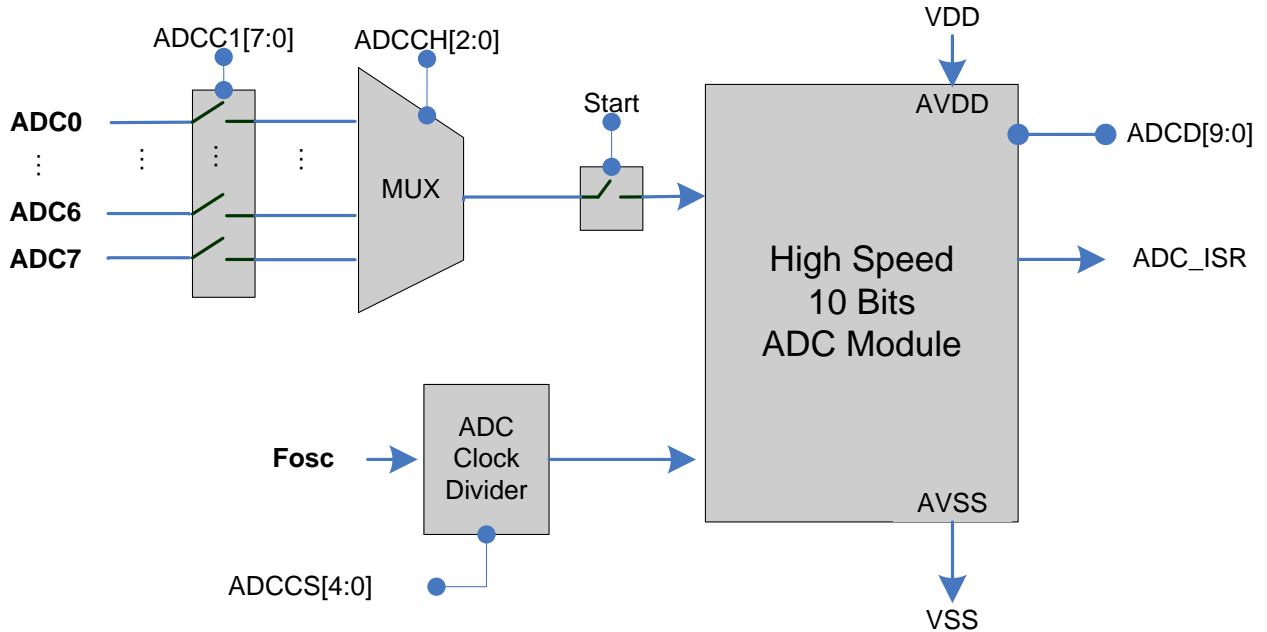 VDD
ADCC1[7:0]
ADCCH[2:0]
Start
AVDD
ADC0
ADCD[9:0]
MUX
ADC6
ADC7
High Speed
10 Bits
ADC Module
ADC_ISR
ADC
Clock
Divider
Fosc
AVSS
ADCCS[4:0]
VSS